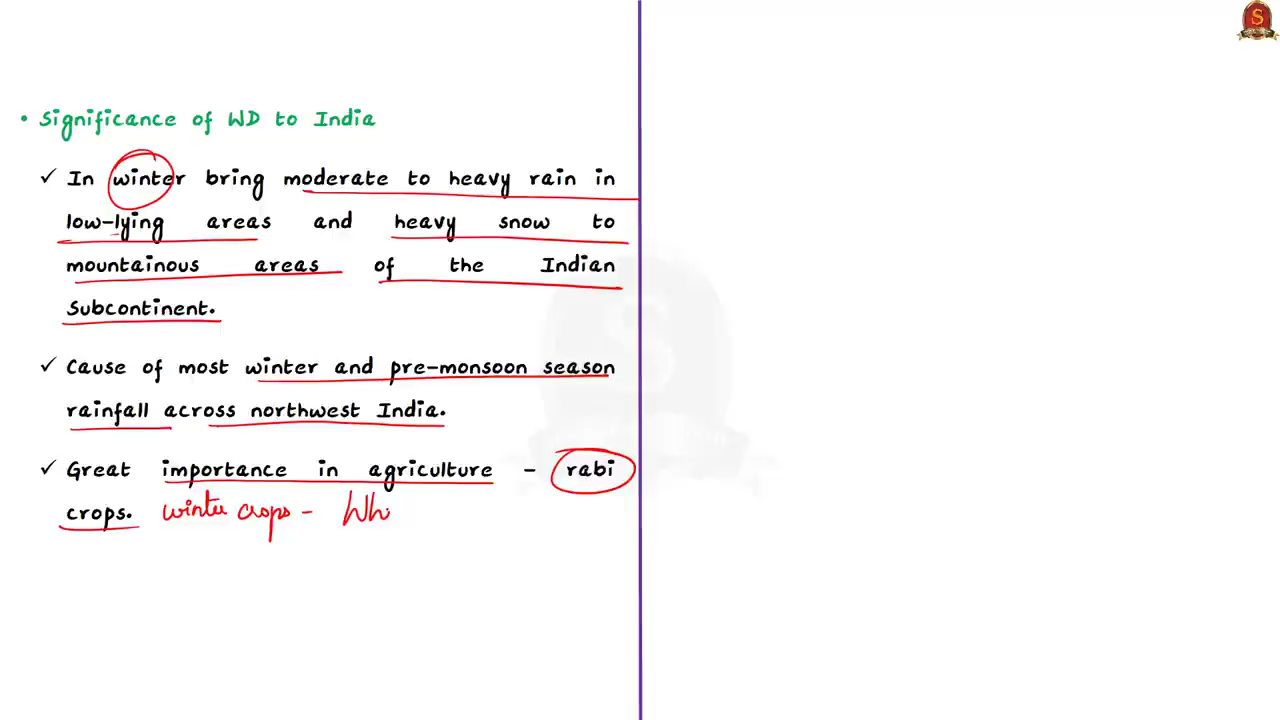 • Significance of WD to India
✓ In winter bring moderate to heavy rain in
low-lying areas and heavy snow to
mountainous areas of the Indian
Subcontinent.
✓ Cause of most winter and pre-monsoon season
rainfall across northwest India.
✓ Great importance in agriculture - rabi
crops. winter crops - Wh
S